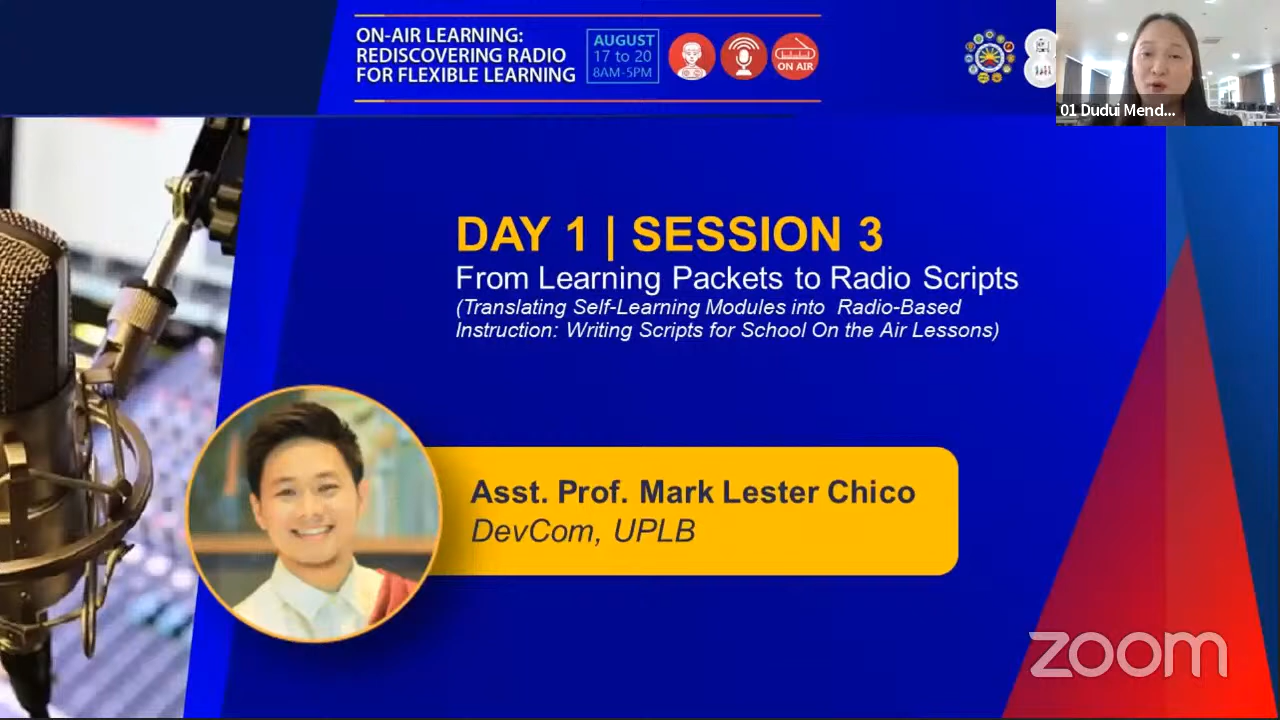 ON-AIR LEARNING:
REDISCOVERING RADIO
FOR FLEXIBLE LEARNING
AUGUST
17 to 20
8AM-5PM
ON AIR
01 Dudui Mend...
DAY 1 | SESSION 3
From Learning Packets to Radio Scripts
(Translating Self-Learning Modules into Radio-Based
Instruction: Writing Scripts for School On the Air Lessons)
Asst. Prof. Mark Lester Chico
DevCom, UPLB
zoom